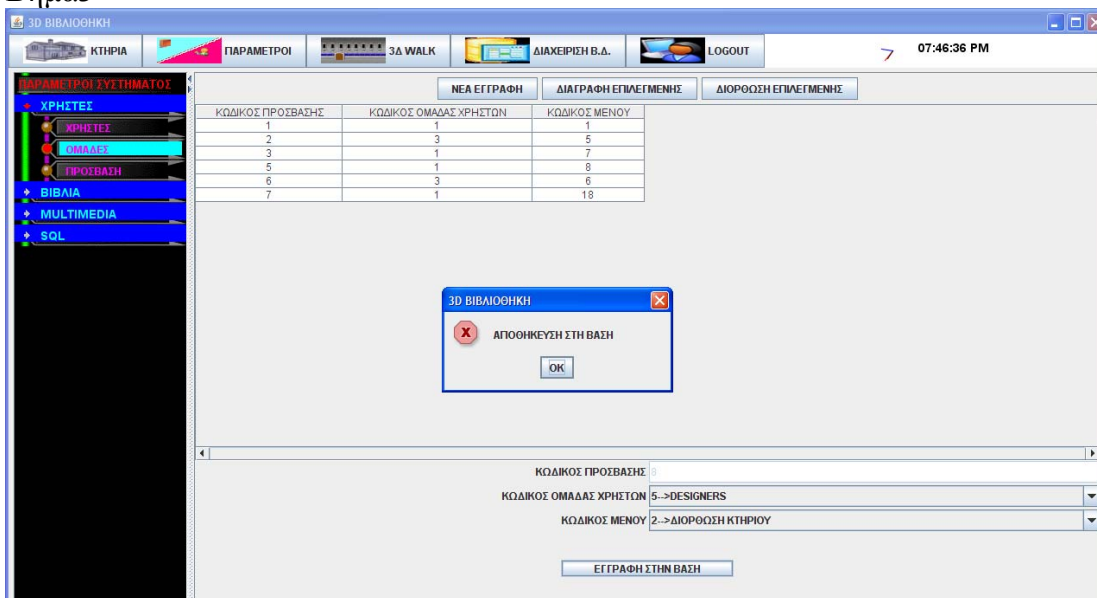 Βήμα8
3D ΒΙΒΛΙΟΘΗΚΗ
ΚΤΗΡΙΑ ΠΑΡΑΜΕΤΡΟΙ 3Δ WALK ΔΙΑΧΕΙΡΙΣΗ Β.Δ. LOGOUT 07:46:36 PM
ΠΑΡΑΜΕΤΡΟΙ ΣΥΣΤΗΜΑΤΟΣ
ΧΡΗΣΤΕΣ
ΧΡΗΣΤΕΣ
ΟΜΑΔΕΣ
ΠΡΟΣΒΑΣΗ
ΒΙΒΛΙΑ
MULTIMEDIA
SQL
ΝΕΑ ΕΓΓΡΑΦΗ ΔΙΑΓΡΑΦΗ ΕΠΙΛΕΓΜΕΝΗΣ ΔΙΟΡΘΩΣΗ ΕΠΙΛΕΓΜΕΝΗΣ
ΚΩΔΙΚΟΣ ΠΡΟΣΒΑΣΗΣ ΚΩΔΙΚΟΣ ΟΜΑΔΑΣ ΧΡΗΣΤΩΝ ΚΩΔΙΚΟΣ ΜΕΝΟΥ
1 1 1
2 3 5
3 1 7
5 1 8
6 3 6
7 1 18
3D ΒΙΒΛΙΟΘΗΚΗ
ΑΠΟΘΗΚΕΥΣΗ ΣΤΗ ΒΑΣΗ
OK
ΚΩΔΙΚΟΣ ΠΡΟΣΒΑΣΗΣ 8
ΚΩΔΙΚΟΣ ΟΜΑΔΑΣ ΧΡΗΣΤΩΝ 5-->DESIGNERS
ΚΩΔΙΚΟΣ ΜΕΝΟΥ 2-->ΔΙΟΡΘΩΣΗ ΚΤΗΡΙΟΥ
ΕΓΓΡΑΦΗ ΣΤΗΝ ΒΑΣΗ